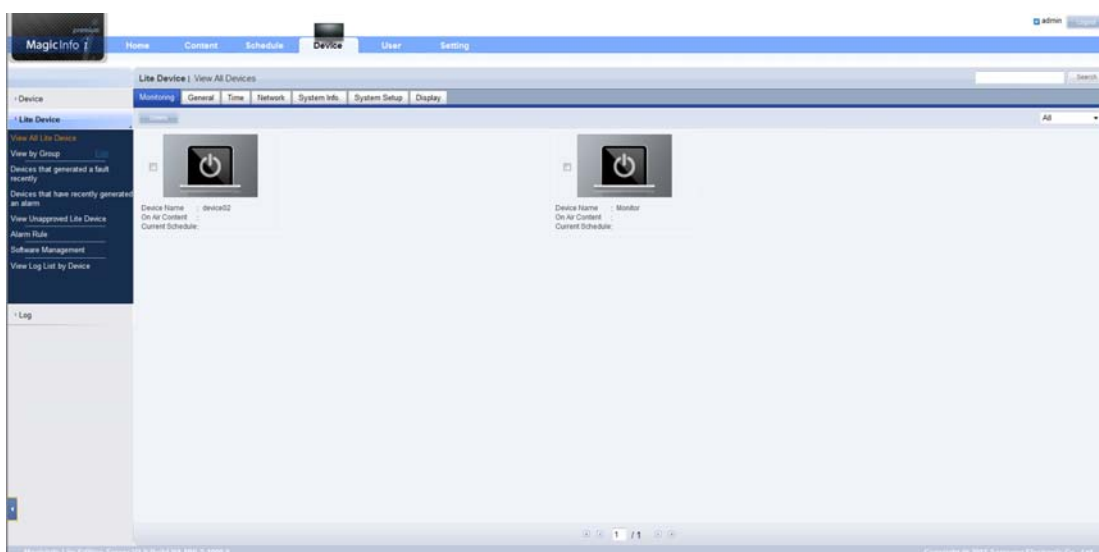 premium
MagicInfo i
Home Content Schedule Device User Setting
admin Logout
Lite Device | View All Devices
Search
Device
Monitoring General Time Network System Info. System Setup Display
Lite Device
All
View All Lite Device
View by Group Edit
Devices that generated a fault
recently
Devices that have recently generated
an alarm
View Unapproved Lite Device
Alarm Rule
Software Management
View Log List by Device
Device Name : device02
On Air Content :
Current Schedule:
Device Name : Monitor
On Air Content :
Current Schedule:
Log
1 / 1